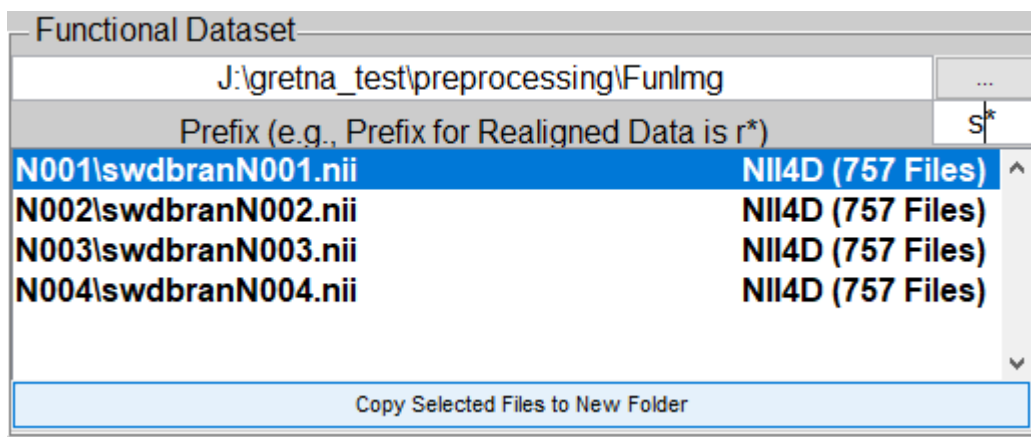 Functional Dataset
J:\gretna_test\preprocessing\FunImg ...
Prefix (e.g., Prefix for Realigned Data is r*) s*
N001\swdbranN001.nii NII4D (757 Files)
N002\swdbranN002.nii NII4D (757 Files)
N003\swdbranN003.nii NII4D (757 Files)
N004\swdbranN004.nii NII4D (757 Files)
Copy Selected Files to New Folder